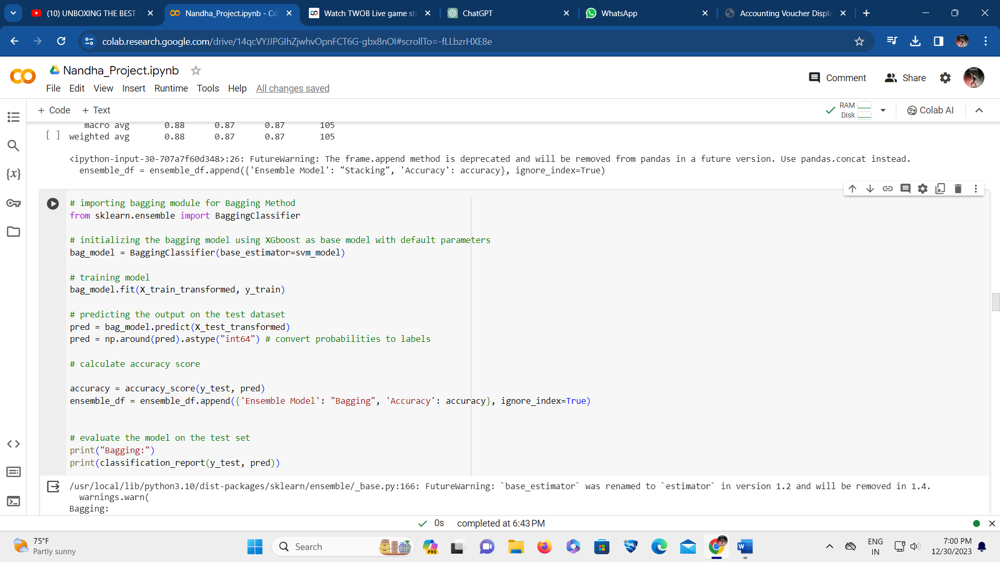 (10) UNBOXING THE BEST
Nandha_Project.ipynb - Co
Watch TWOB Live game st
ChatGPT
WhatsApp
Accounting Voucher Displa
colab.research.google.com/drive/14qcVYJJPGIhZjwhvOpnFCT6G-gbx8nOI#scrollTo=-fLLbzrHXE8e
Nandha_Project.ipynb
Comment
Share
File Edit View Insert Runtime Tools Help All changes saved
+ Code + Text
RAM
Disk
Colab AI
macro avg 0.88 0.87 0.87 105
[ ] weighted avg 0.88 0.87 0.87 105
<ipython-input-30-707a7f60d348>:26: FutureWarning: The frame.append method is deprecated and will be removed from pandas in a future version. Use pandas.concat instead.
ensemble_df = ensemble_df.append({'Ensemble Model': "Stacking", 'Accuracy': accuracy}, ignore_index=True)
# importing bagging module for Bagging Method
from sklearn.ensemble import BaggingClassifier
# initializing the bagging model using XGboost as base model with default parameters
bag_model = BaggingClassifier(base_estimator=svm_model)
# training model
bag_model.fit(X_train_transformed, y_train)
# predicting the output on the test dataset
pred = bag_model.predict(X_test_transformed)
pred = np.around(pred).astype("int64") # convert probabilities to labels
# calculate accuracy score
accuracy = accuracy_score(y_test, pred)
ensemble_df = ensemble_df.append({'Ensemble Model': "Bagging", 'Accuracy': accuracy}, ignore_index=True)
# evaluate the model on the test set
print("Bagging:")
print(classification_report(y_test, pred))
/usr/local/lib/python3.10/dist-packages/sklearn/ensemble/_base.py:166: FutureWarning: `base_estimator` was renamed to `estimator` in version 1.2 and will be removed in 1.4.
warnings.warn(
Bagging:
0s completed at 6:43 PM
75°F
Partly sunny
Search
PRE
ENG
IN
7:00 PM
12/30/2023